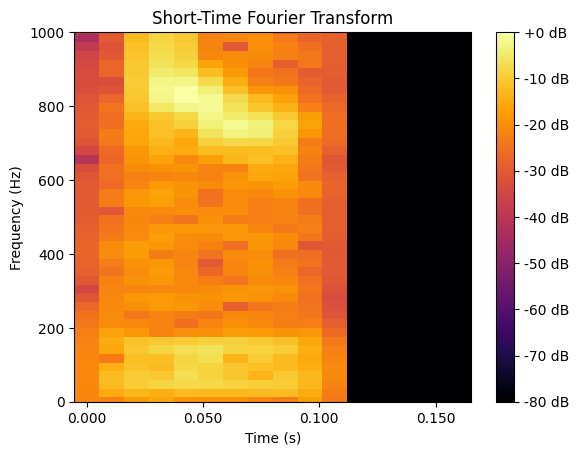 Short-Time Fourier Transform
1000
800
600
400
200
0
Frequency (Hz)
0.000
0.050
0.100
0.150
Time (s)
+0 dB
-10 dB
-20 dB
-30 dB
-40 dB
-50 dB
-60 dB
-70 dB
-80 dB